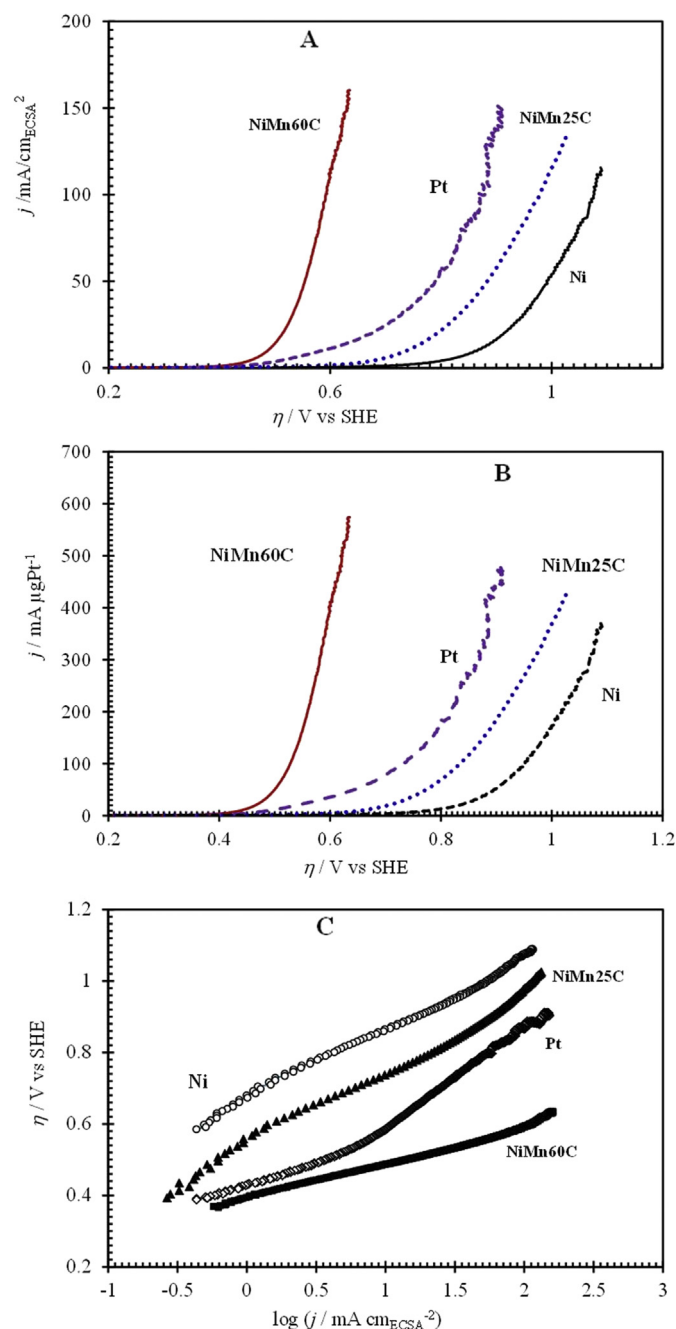 A
200
150
100
50
0
j /mA/cm_ECSA^2
NiMn60C
NiMn25C
Pt
Ni
0.2
0.6
1
η / V vs SHE
B
700
600
500
400
300
200
100
0
j / mA µgPt^-1
NiMn60C
NiMn25C
Pt
Ni
0.2
0.4
0.6
0.8
1
1.2
η / V vs SHE
C
1.2
1
0.8
0.6
0.4
0.2
η / V vs SHE
NiMn25C
Ni
Pt
NiMn60C
-1
-0.5
0
0.5
1
1.5
2
2.5
3
log (j / mA cm_ECSA^-2)